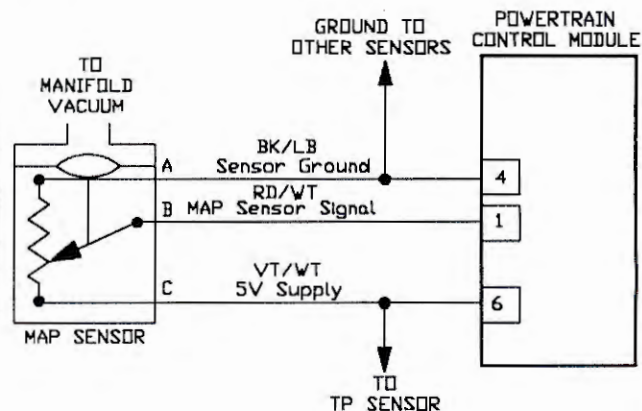 GROUND TO
OTHER SENSORS
POWERTRAIN
CONTROL MODULE
TO
MANIFOLD
VACUUM
A
BK/LB
Sensor Ground
4
B
RD/WT
MAP Sensor Signal
1
C
VT/WT
5V Supply
6
MAP SENSOR
TO
TP SENSOR